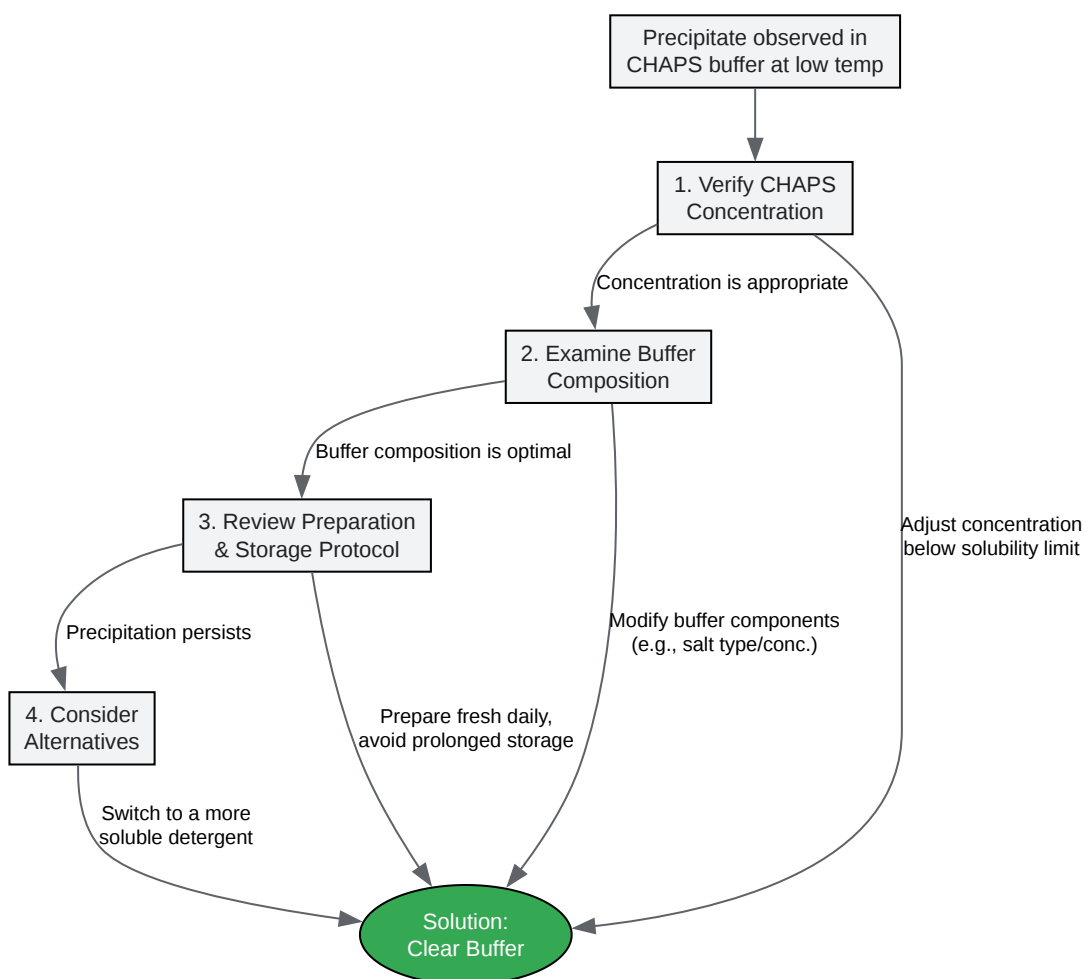 Precipitate observed in
CHAPS buffer at low temp
1. Verify CHAPS
Concentration
Concentration is appropriate
2. Examine Buffer
Composition
Buffer composition is optimal
3. Review Preparation
& Storage Protocol
Adjust concentration
below solubility limit
Modify buffer components
(e.g., salt type/conc.)
Precipitation persists
4. Consider
Alternatives
Prepare fresh daily,
avoid prolonged storage
Switch to a more
soluble detergent
Solution:
Clear Buffer